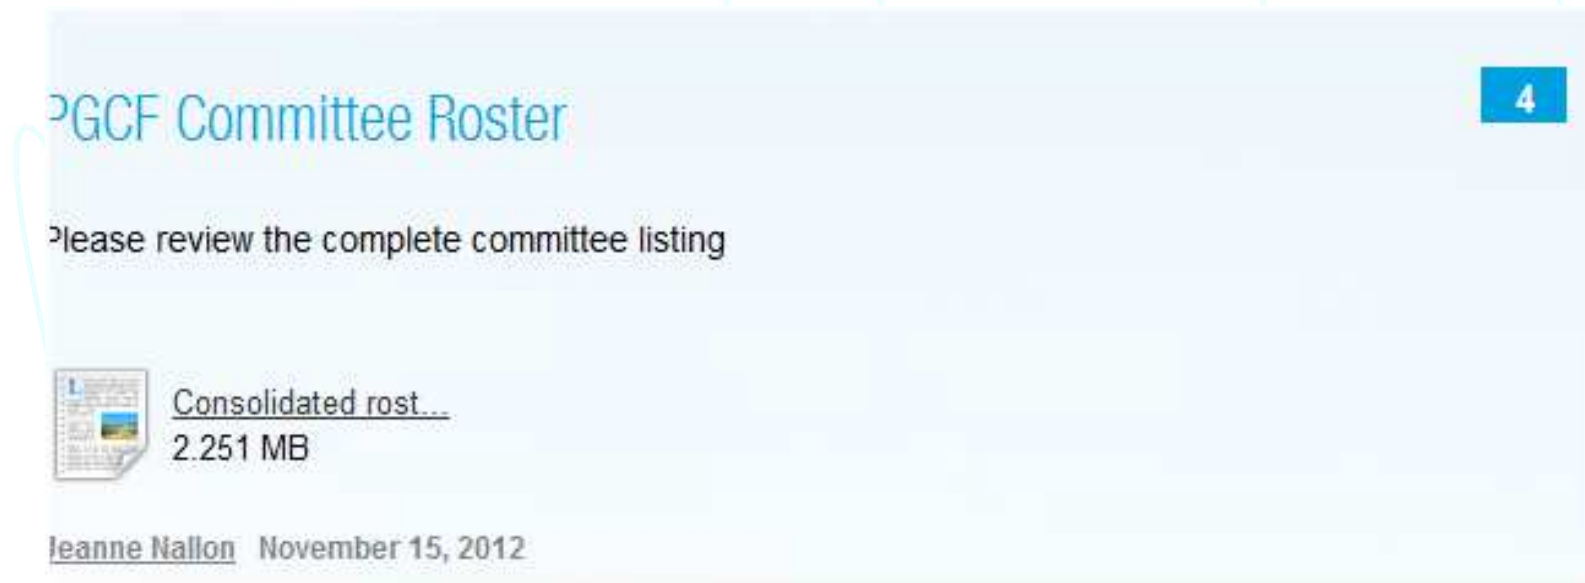 PGCF Committee Roster
4
Please review the complete committee listing
Consolidated rost...
2.251 MB
Jeanne Nallon November 15, 2012